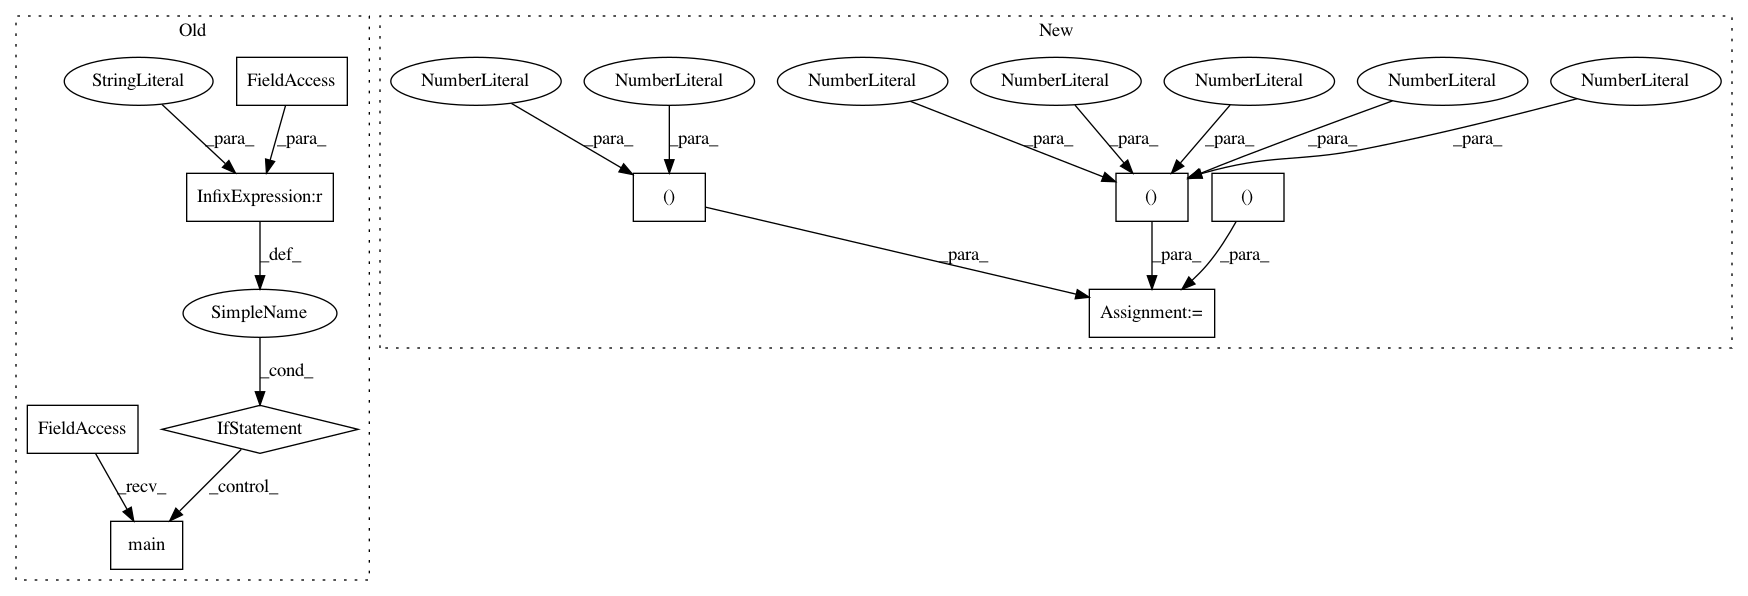 Old
New
StringLiteral
FieldAccess
NumberLiteral
NumberLiteral
NumberLiteral
NumberLiteral
NumberLiteral
NumberLiteral
NumberLiteral
_para_
_para_
_para_
_para_
_para_
_para_
_para_
_para_
_para_
InfixExpression:r
()
()
()
_def_
_para_
_para_
_para_
SimpleName
Assignment:=
_cond_
FieldAccess
IfStatement
_recv_
_control_
main